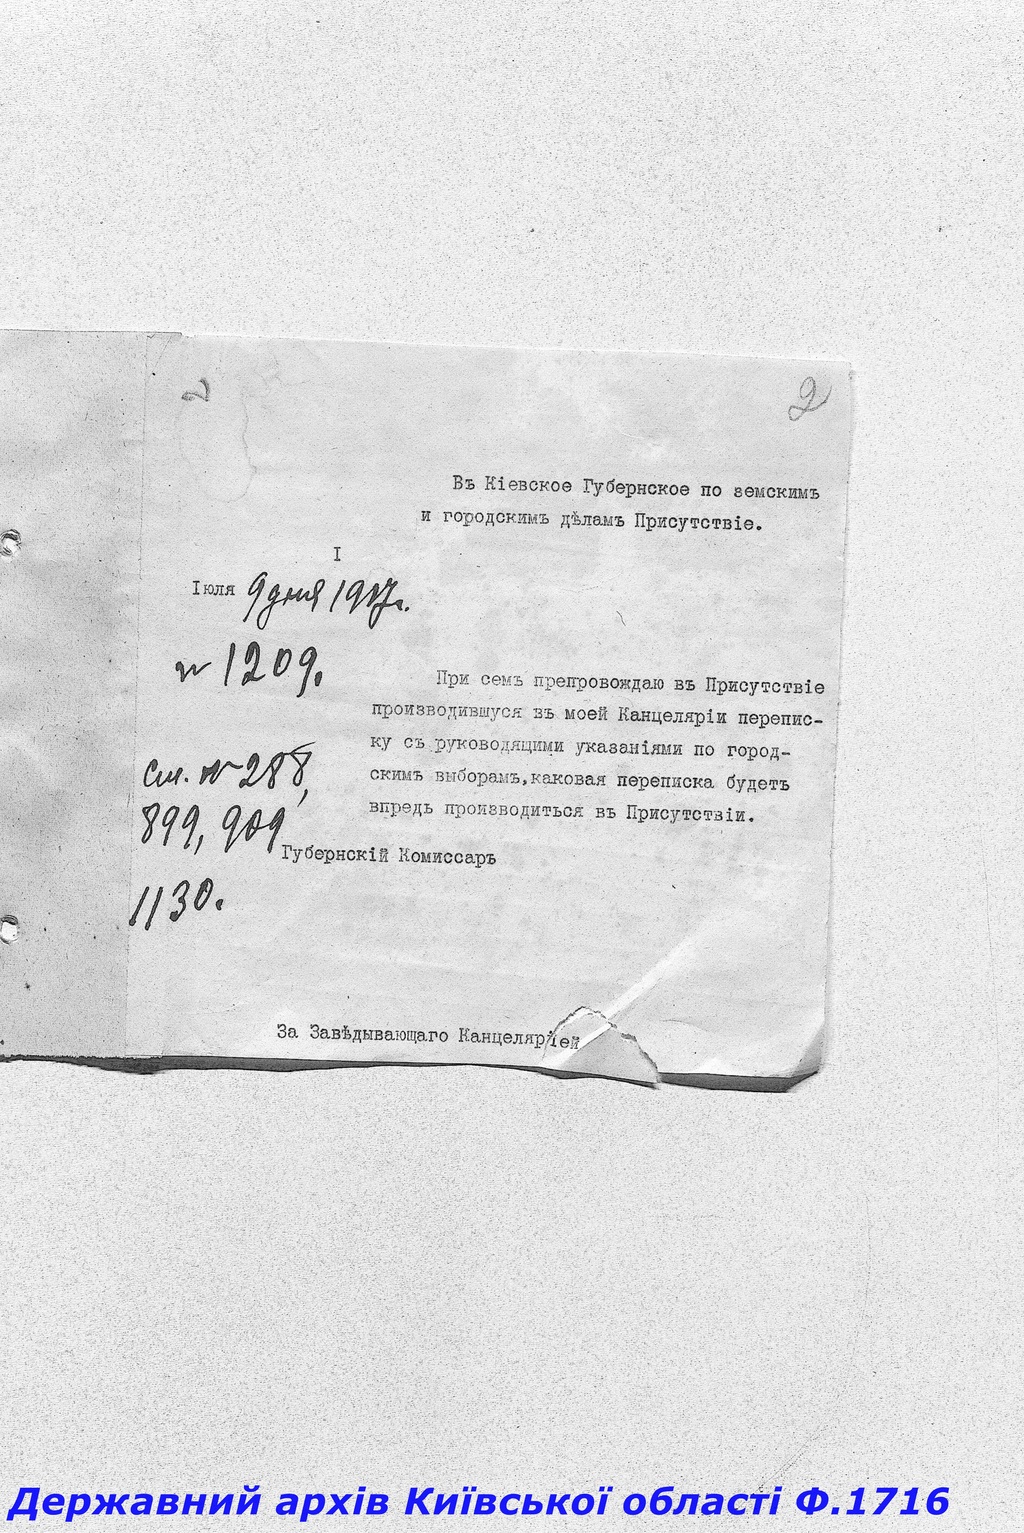 2
2
Въ Кіевское Губернское по земскимъ
и городскимъ дѣламъ Присутствіе.
I
Іюля 9 дня 1917г.
№ 1209.
При семъ препровождаю въ Присутствіе
производившуся въ моей Канцеляріи перепис-
ку съ руководящими указаніями по город-
скимъ выборамъ, каковая переписка будетъ
впредь производиться въ Присутствіи.
См. № 288,
899, 909
1130.
Губернскій Комиссаръ
За Завѣдывающаго Канцеляріей
Державний архів Київської області Ф.1716